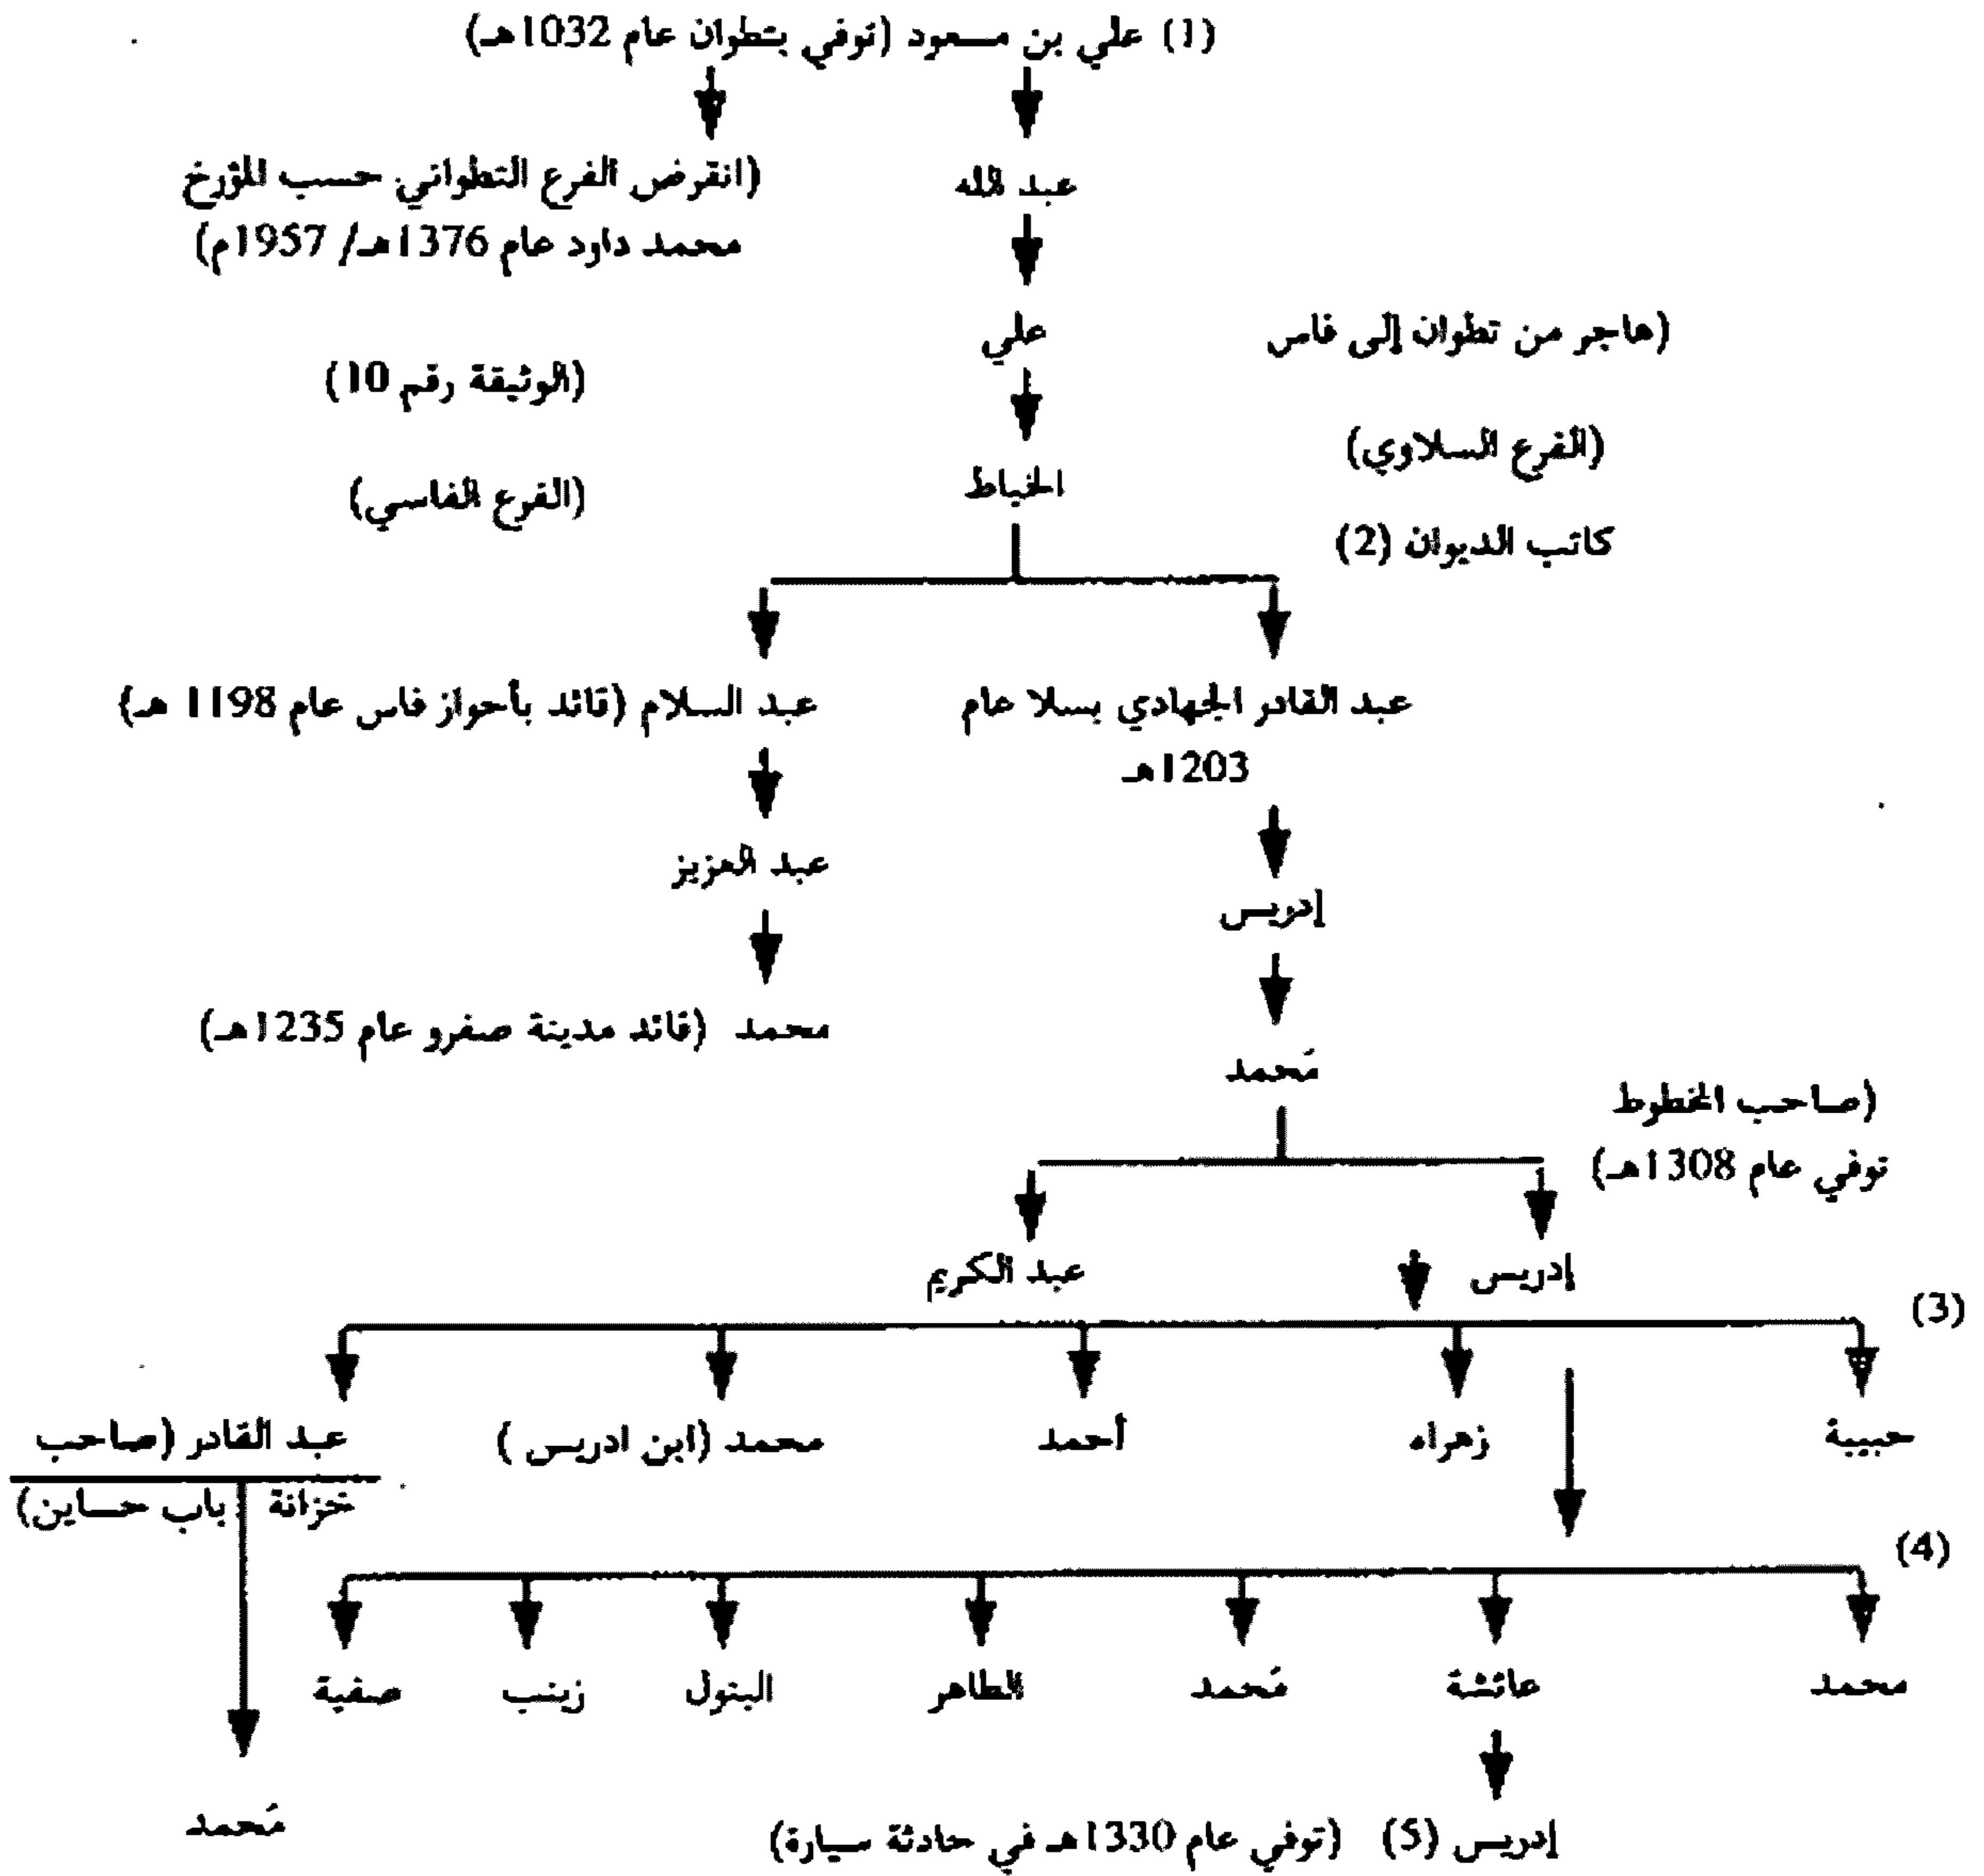 (1) علي بن مسعود (توفي بتطوان عام 1032هـ)
عبد الله
(انقرض الفرع التطواني حسب المؤرخ
محمد داود عام 1376هـ/ 1957م)
(هاجر من تطوان إلى فاس
علي
(الوثيقة رقم 10)
(الفرع السلاوي)
الخياط
(الفرع الفاسي)
كاتب الديوان (2)
عبد القادر الجهادي بسلا عام
1203هـ
عبد السلام (قائد بأحواز فاس عام 1198 هـ)
عبد العزيز
إدريس
محمد (قائد مدينة صفرو عام 1235هـ)
مَحمد
(صاحب الخطوط
توفي عام 1308هـ)
إدريس
عبد الكريم
(3)
حبيبة
زهراء
أحمد
محمد (ابن ادريس )
عبد القادر (صاحب
خزانة باب حساين)
(4)
محمد
عائشة
مَحمد
الطاهر
البتول
زينب
صفية
إدريس (5) (توفي عام 1330هـ في حادثة سيارة)
مَحمد